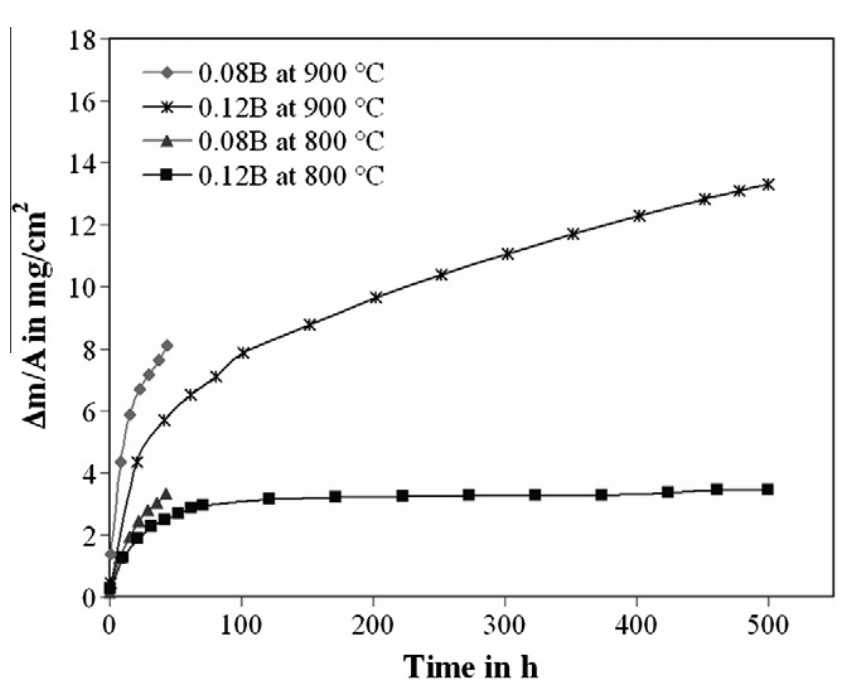 18
16
14
12
10
8
6
4
2
0
0.08B at 900 °C
0.12B at 900 °C
0.08B at 800 °C
0.12B at 800 °C
Δm/A in mg/cm²
0 100 200 300 400 500
Time in h